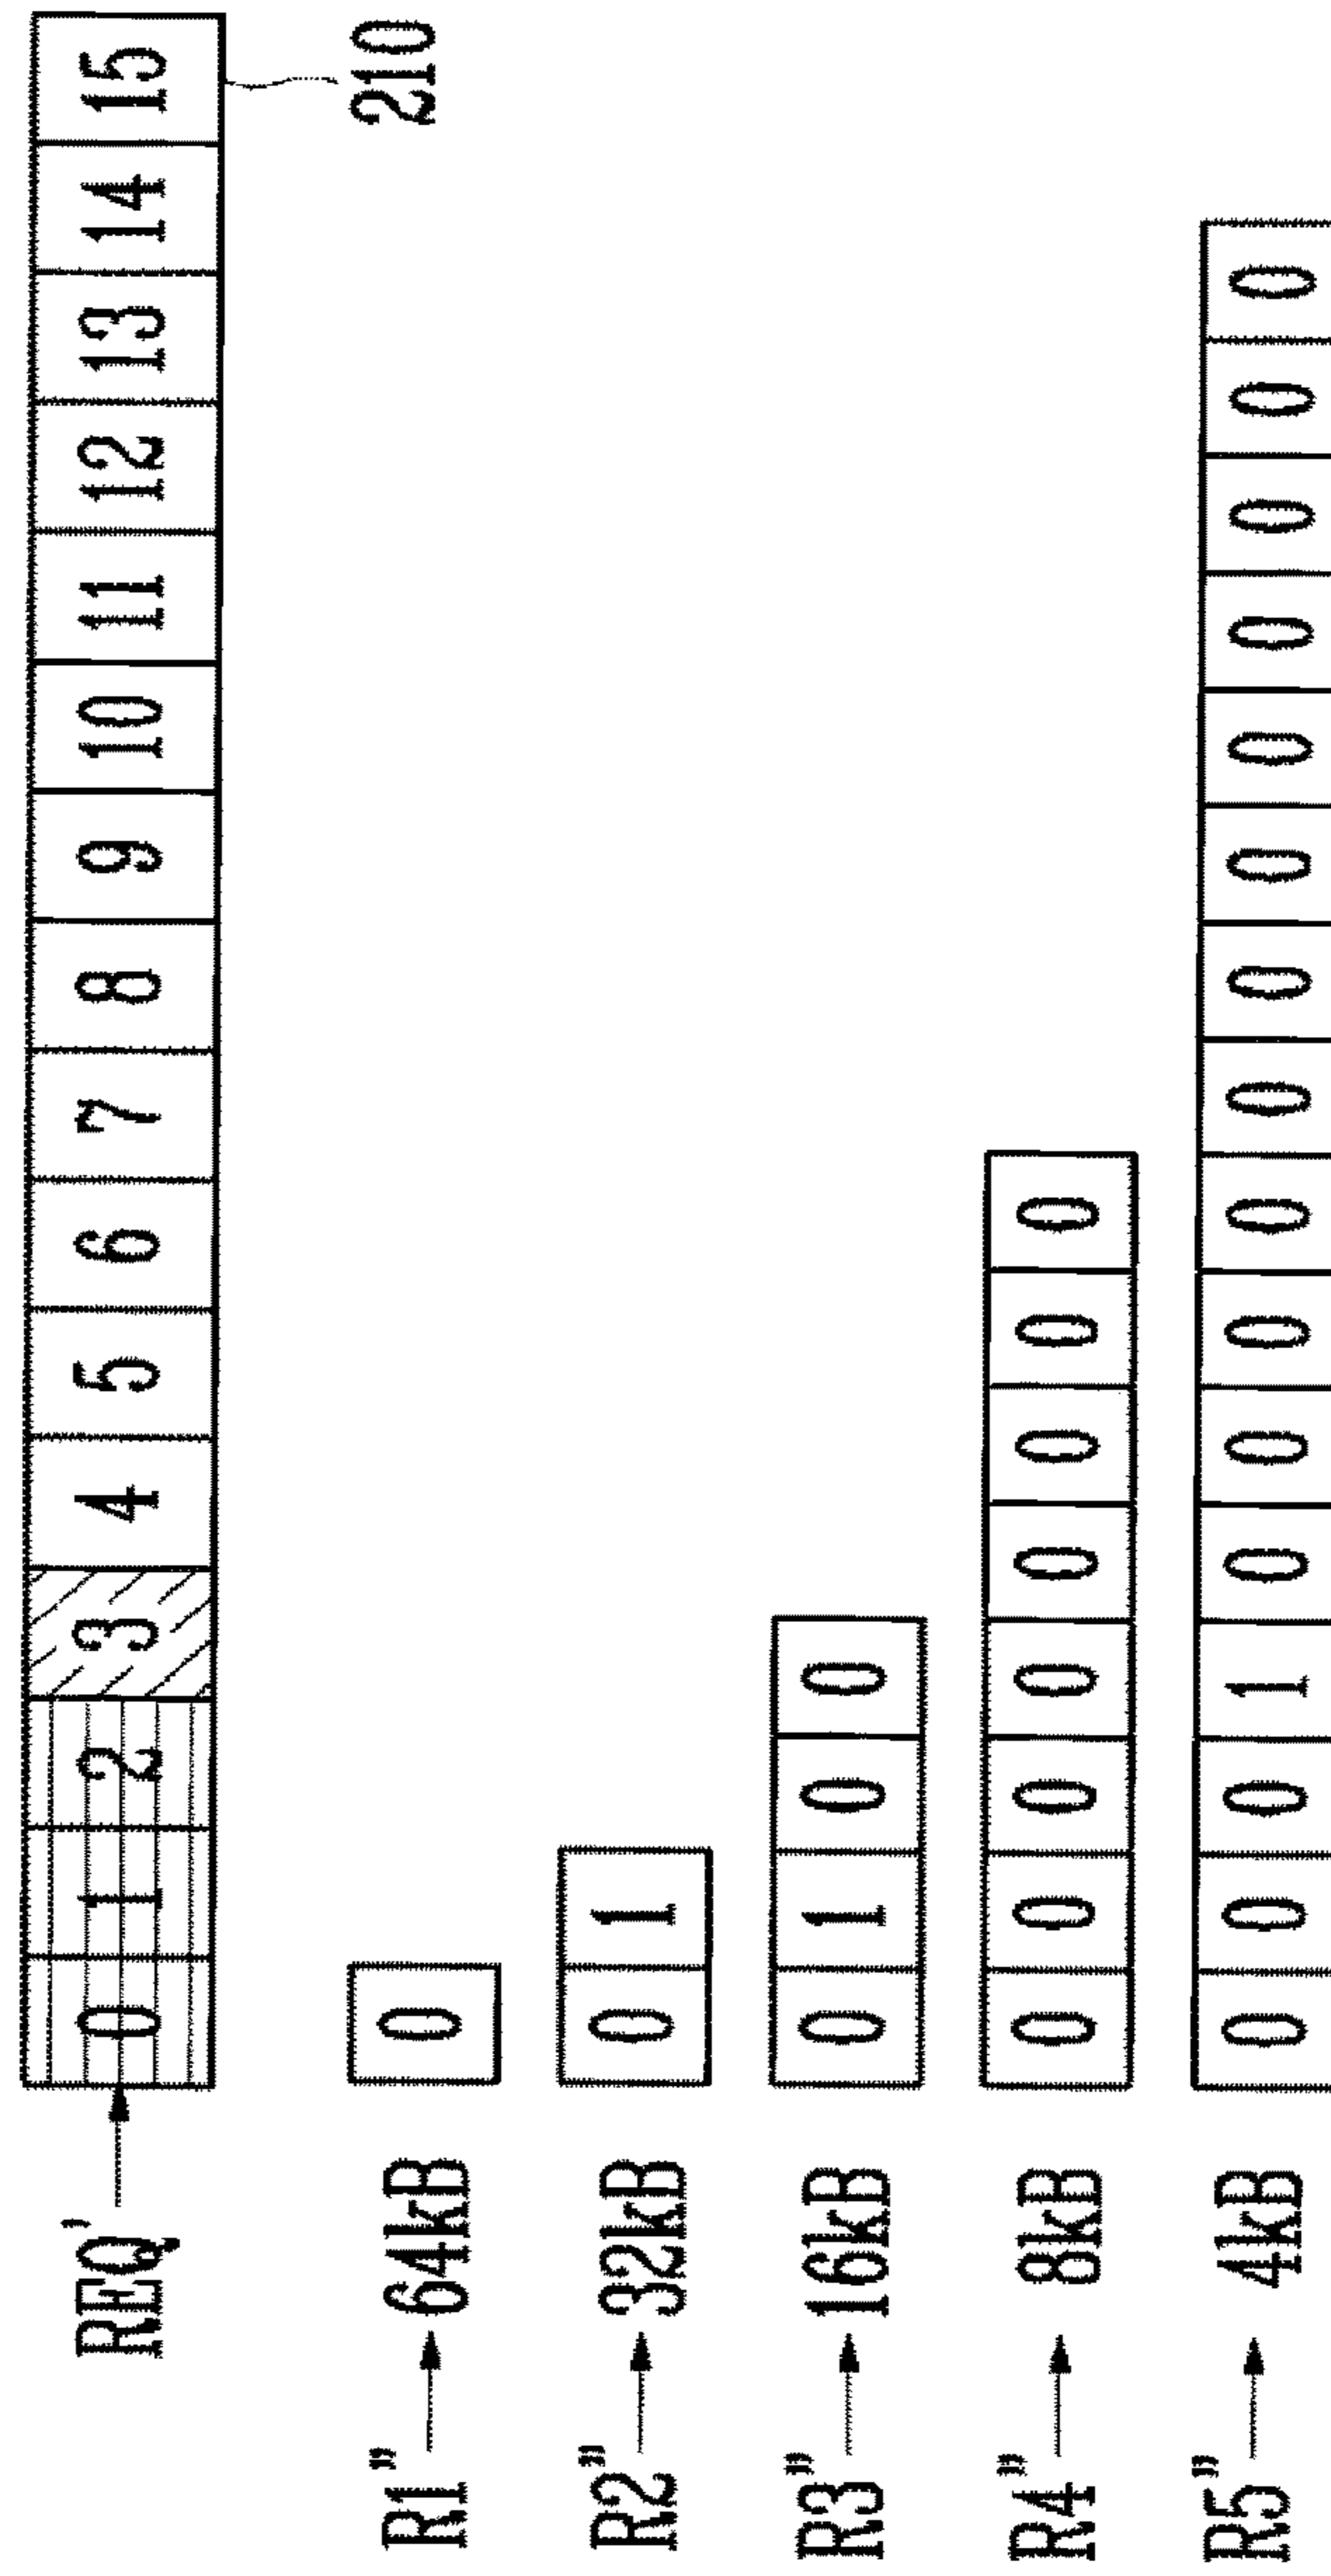 REQ' 0 1 2 3 4 5 6 7 8 9 10 11 12 13 14 15
210
R1" 64kB 0
R2" 32kB 0 1
R3" 16kB 0 1 0 0
R4" 8kB 0 0 0 0 0 0 0 0
R5" 4kB 0 0 0 1 0 0 0 0 0 0 0 0 0 0 0 0